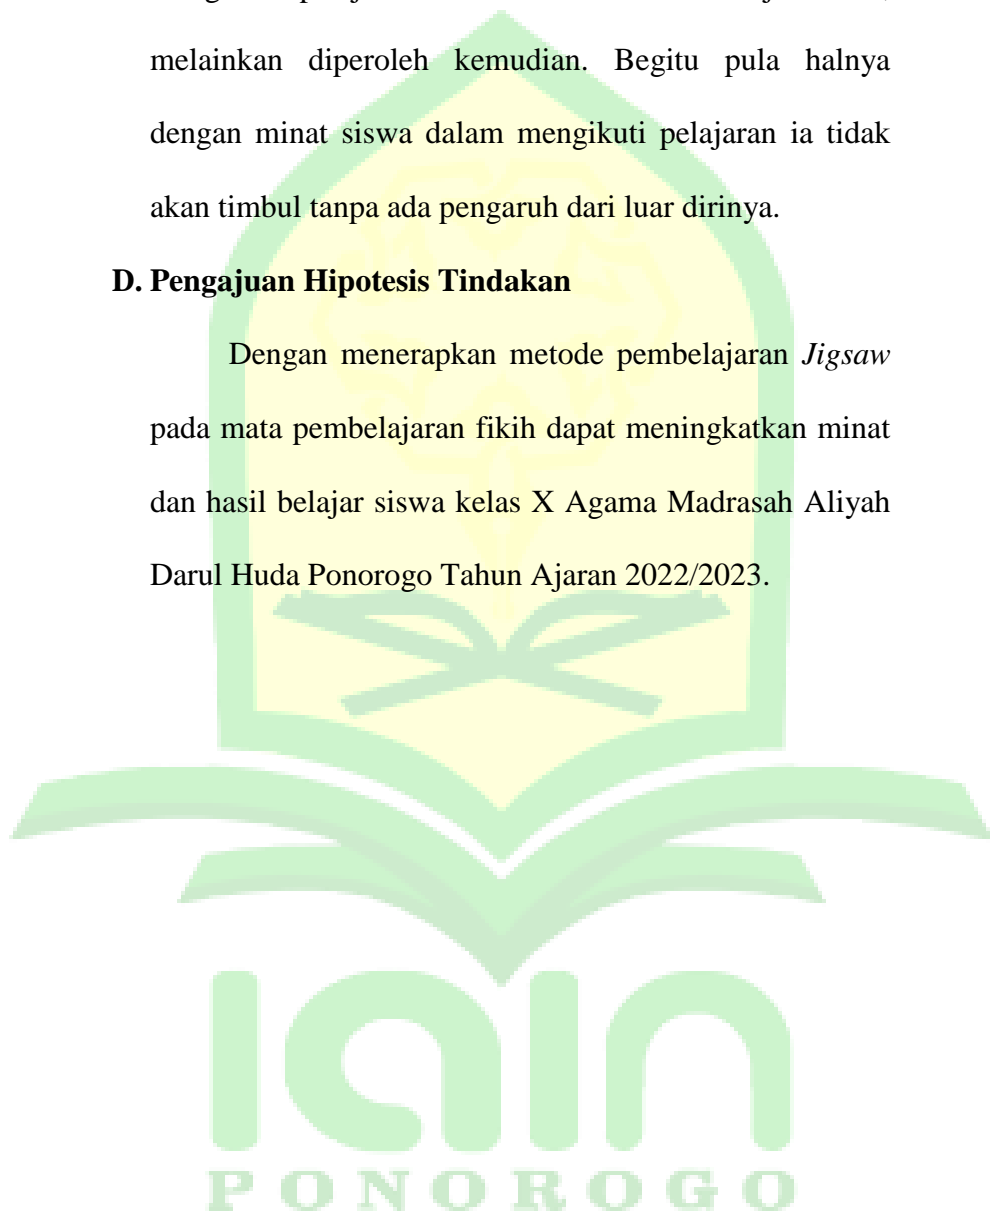 melainkan diperoleh kemudian. Begitu pula halnya
dengan minat siswa dalam mengikuti pelajaran ia tidak
akan timbul tanpa ada pengaruh dari luar dirinya.
D. Pengajuan Hipotesis Tindakan
Dengan menerapkan metode pembelajaran Jigsaw
pada mata pembelajaran fikih dapat meningkatkan minat
dan hasil belajar siswa kelas X Agama Madrasah Aliyah
Darul Huda Ponorogo Tahun Ajaran 2022/2023.
iain
PONOROGO